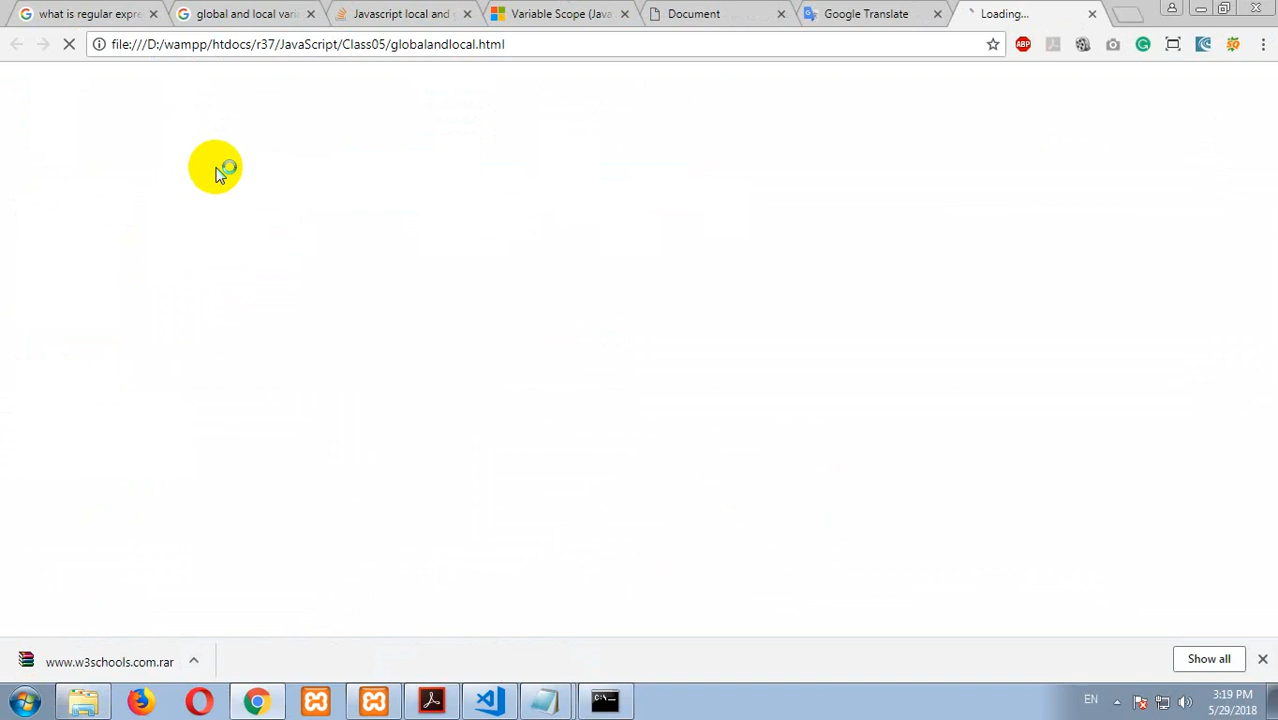 what is regular expre
global and local varia
Javascript local and g
Variable Scope (Java
Document
Google Translate
Loading...
file:///D:/wampp/htdocs/r37/JavaScript/Class05/globalandlocal.html
ABP
www.w3schools.com.rar
Show all
EN
3:19 PM
5/29/2018